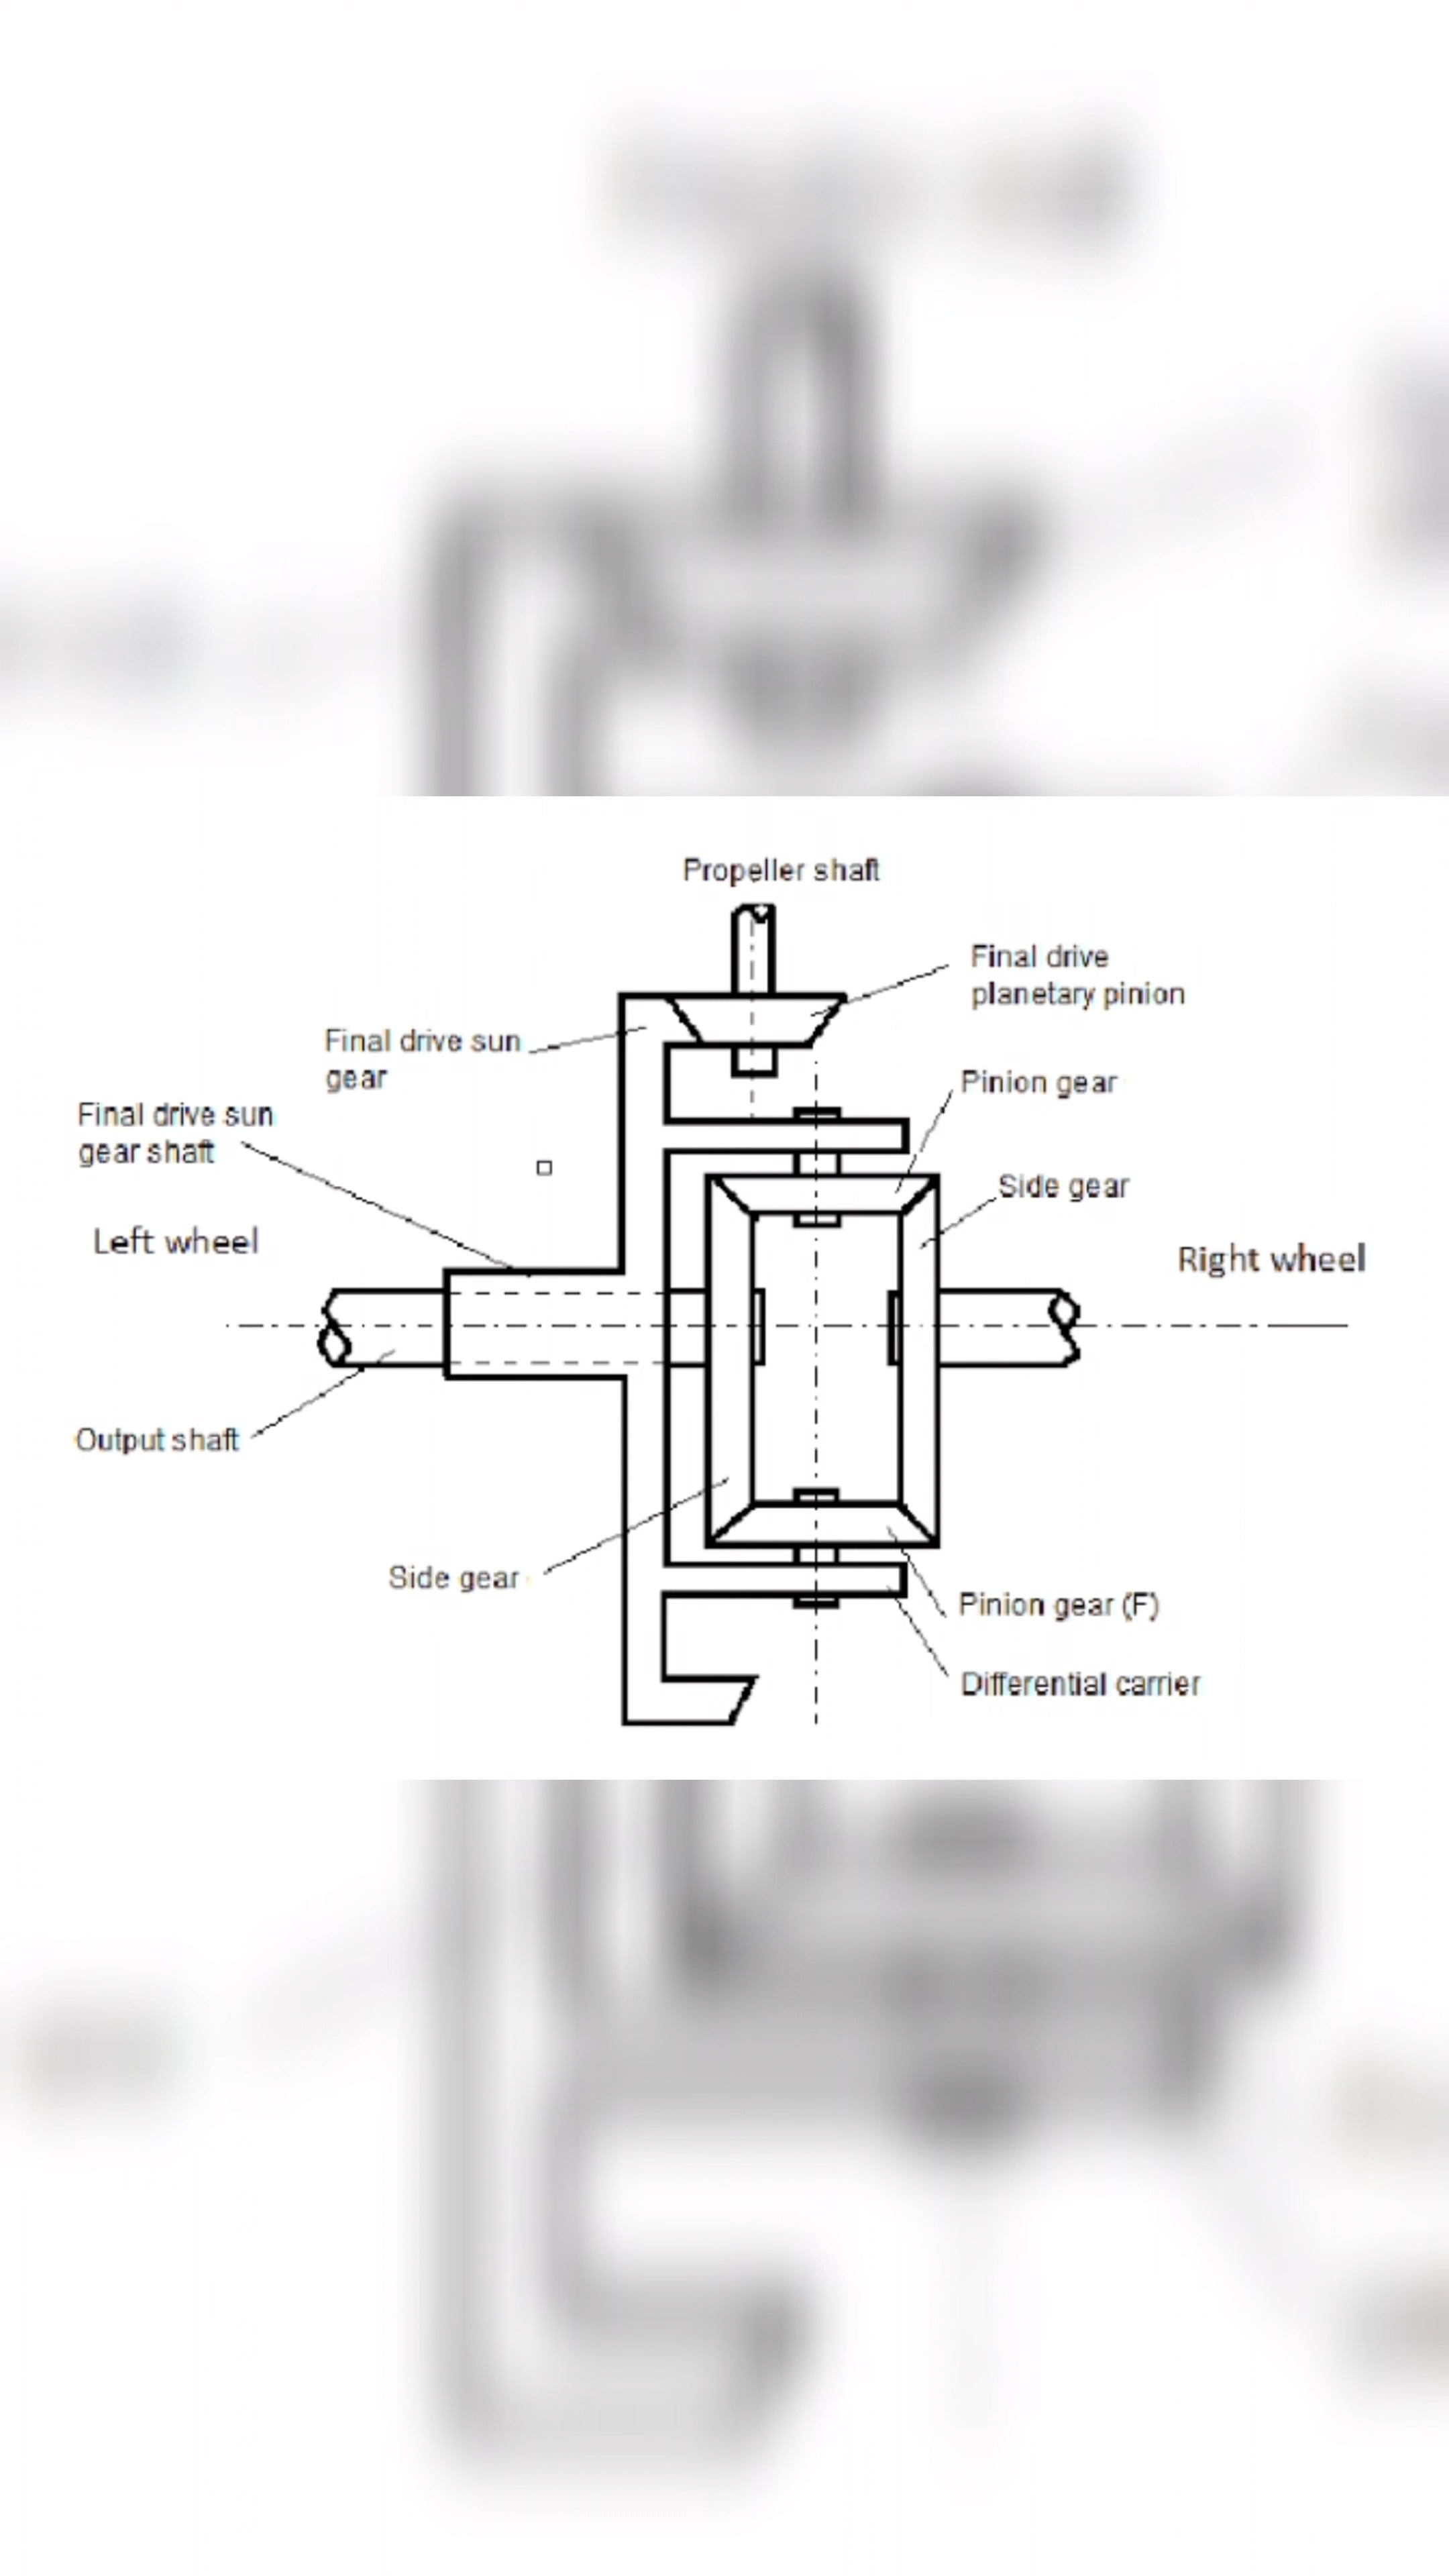 Propeller shaft
Final drive
planetary pinion
Final drive sun
gear
Pinion gear
Final drive sun
gear shaft
Side gear
Left wheel
Right wheel
Output shaft
Side gear
Pinion gear (F)
Differential carrier